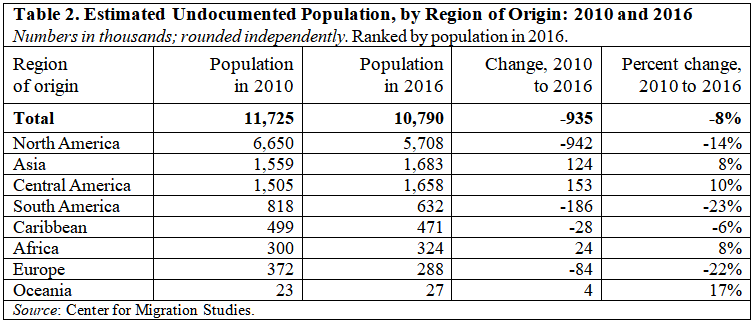 Table 2. Estimated Undocumented Population, by Region of Origin: 2010 and 2016
Numbers in thousands; rounded independently. Ranked by population in 2016.
Region Population Population Change, 2010 Percent change,
of origin in 2010 in 2016 to 2016 2010 to 2016
Total 11,725 10,790 -935 -8%
North America 6,650 5,708 -942 -14%
Asia 1,559 1,683 124 8%
Central America 1,505 1,658 153 10%
South America 818 632 -186 -23%
Caribbean 499 471 -28 -6%
Africa 300 324 24 8%
Europe 372 288 -84 -22%
Oceania 23 27 4 17%
Source: Center for Migration Studies.